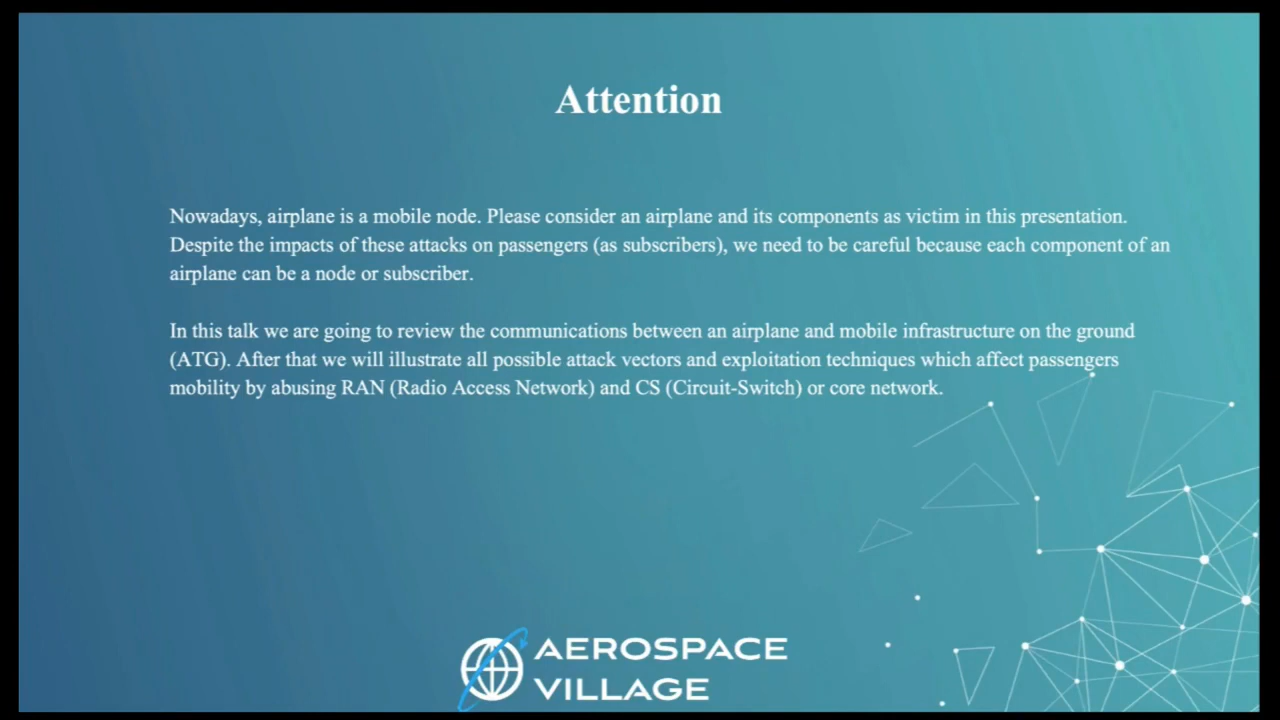 Attention
Nowadays, airplane is a mobile node. Please consider an airplane and its components as victim in this presentation.
Despite the impacts of these attacks on passengers (as subscribers), we need to be careful because each component of an
airplane can be a node or subscriber.
In this talk we are going to review the communications between an airplane and mobile infrastructure on the ground
(ATG). After that we will illustrate all possible attack vectors and exploitation techniques which affect passengers
mobility by abusing RAN (Radio Access Network) and CS (Circuit-Switch) or core network.
AEROSPACE
VILLAGE